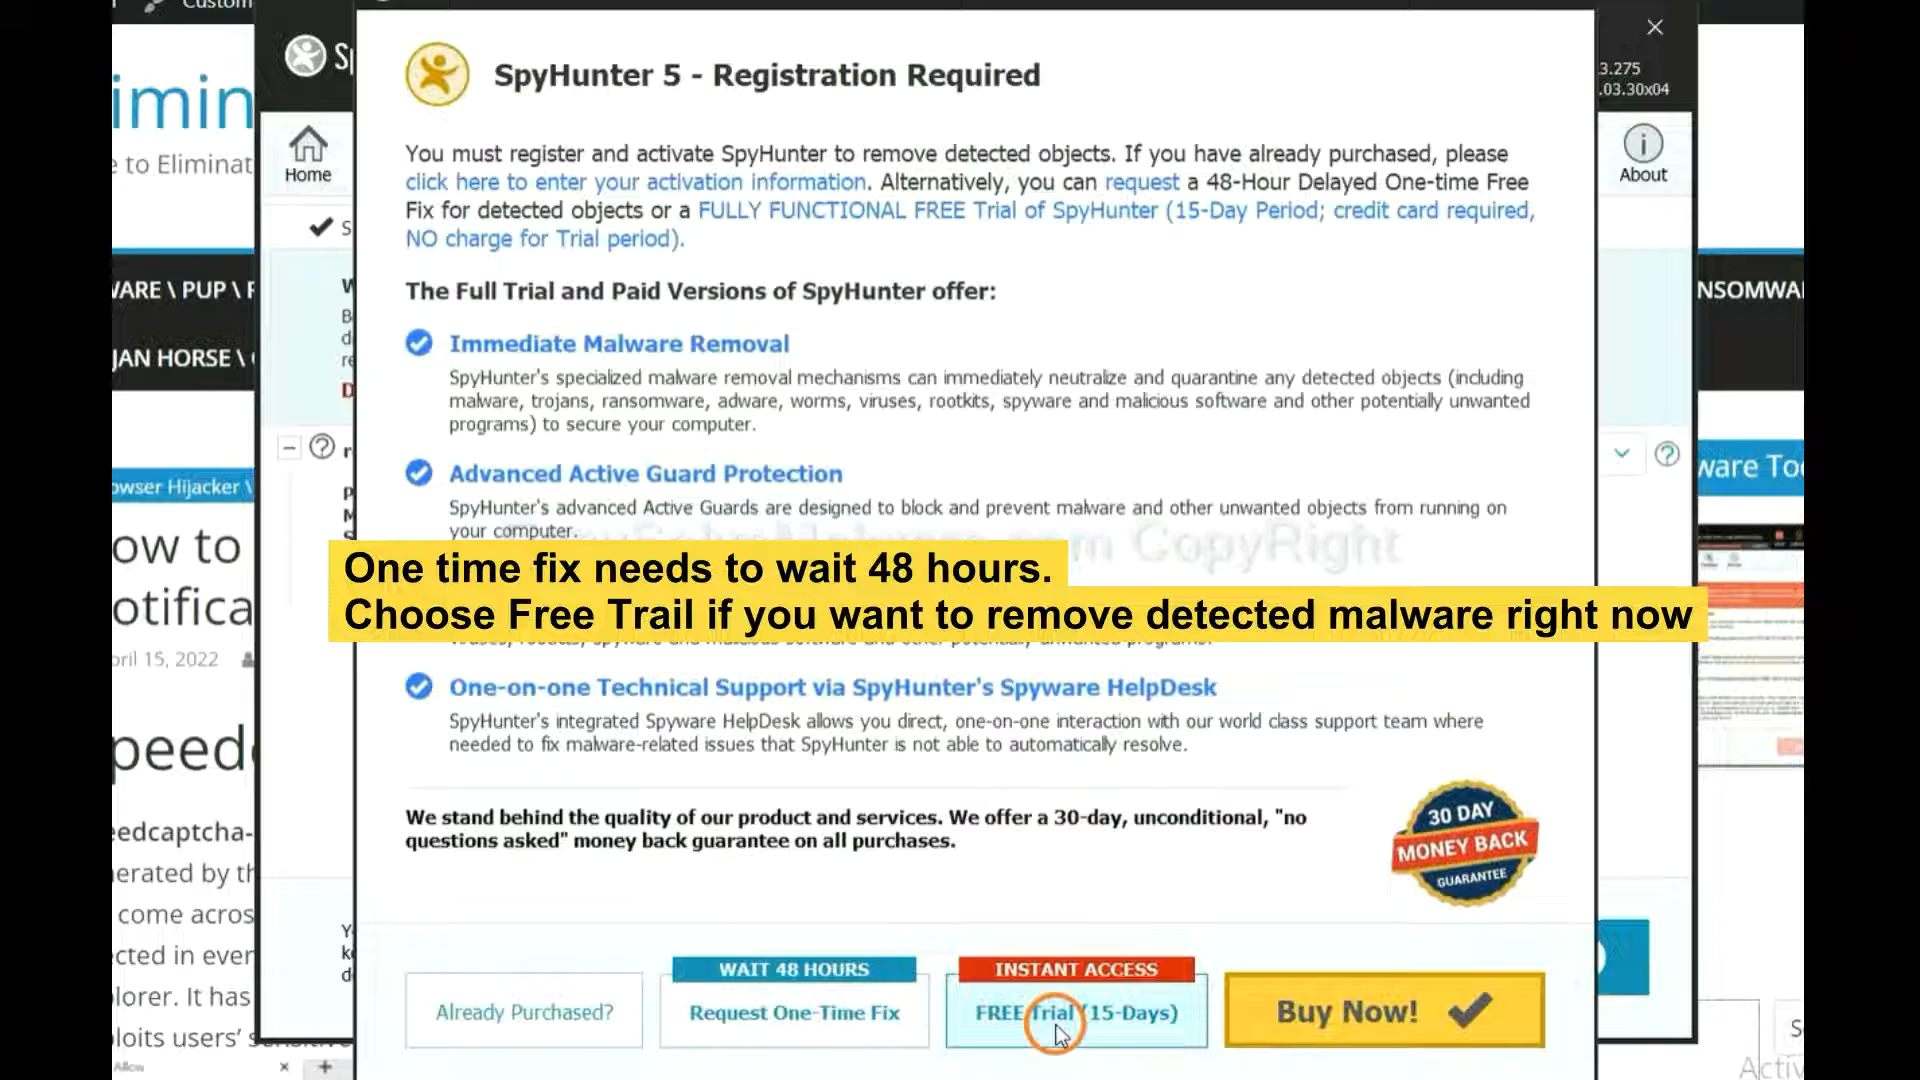 Custom
Sp
SpyHunter 5 - Registration Required
3.275
.03.30x04
imin
e to Eliminat
Home
About
You must register and activate SpyHunter to remove detected objects. If you have already purchased, please
click here to enter your activation information. Alternatively, you can request a 48-Hour Delayed One-time Free
Fix for detected objects or a FULLY FUNCTIONAL FREE Trial of SpyHunter (15-Day Period; credit card required,
NO charge for Trial period).
WARE \ PUP \ R
NSOMWA
JAN HORSE \
The Full Trial and Paid Versions of SpyHunter offer:
Immediate Malware Removal
SpyHunter's specialized malware removal mechanisms can immediately neutralize and quarantine any detected objects (including
malware, trojans, ransomware, adware, worms, viruses, rootkits, spyware and malicious software and other potentially unwanted
programs) to secure your computer.
owser Hijacker \
ware Too
Advanced Active Guard Protection
SpyHunter's advanced Active Guards are designed to block and prevent malware and other unwanted objects from running on
your computer.
CopyRight
ow to
otifica
pril 15, 2022
One time fix needs to wait 48 hours.
Choose Free Trail if you want to remove detected malware right now
One-on-one Technical Support via SpyHunter's Spyware HelpDesk
SpyHunter's integrated Spyware HelpDesk allows you direct, one-on-one interaction with our world class support team where
needed to fix malware-related issues that SpyHunter is not able to automatically resolve.
peed
edcaptcha-
erated by th
come acros
cted in ever
lorer. It has
ploits users'
We stand behind the quality of our product and services. We offer a 30-day, unconditional, "no
questions asked" money back guarantee on all purchases.
30 DAY
MONEY BACK
GUARANTEE
Already Purchased?
WAIT 48 HOURS
Request One-Time Fix
INSTANT ACCESS
FREE Trial (15-Days)
Buy Now!
Allow
Activ